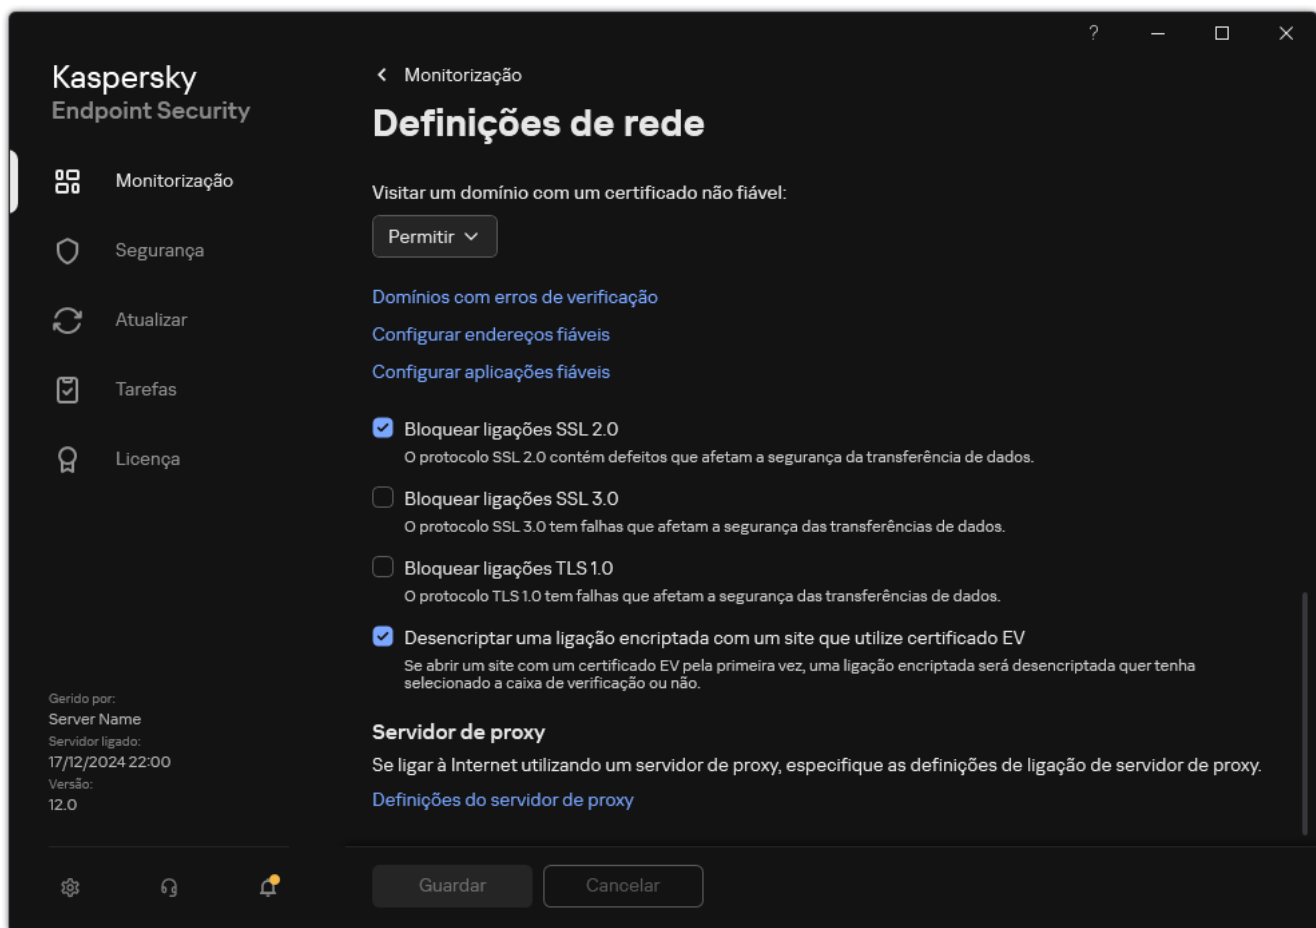 ?
Kaspersky
Endpoint Security
Monitorização
Segurança
Atualizar
Tarefas
Licença
Gerido por:
Server Name
Servidor ligado:
17/12/2024 22:00
Versão:
12.0
Monitorização
Definições de rede
Visitar um domínio com um certificado não fiável:
Permitir
Domínios com erros de verificação
Configurar endereços fiáveis
Configurar aplicações fiáveis
Bloquear ligações SSL 2.0
O protocolo SSL 2.0 contém defeitos que afetam a segurança da transferência de dados.
Bloquear ligações SSL 3.0
O protocolo SSL 3.0 tem falhas que afetam a segurança das transferências de dados.
Bloquear ligações TLS 1.0
O protocolo TLS 1.0 tem falhas que afetam a segurança das transferências de dados.
Desencriptar uma ligação encriptada com um site que utilize certificado EV
Se abrir um site com um certificado EV pela primeira vez, uma ligação encriptada será desencriptada quer tenha
selecionado a caixa de verificação ou não.
Servidor de proxy
Se ligar à Internet utilizando um servidor de proxy, especifique as definições de ligação de servidor de proxy.
Definições do servidor de proxy
Guardar
Cancelar